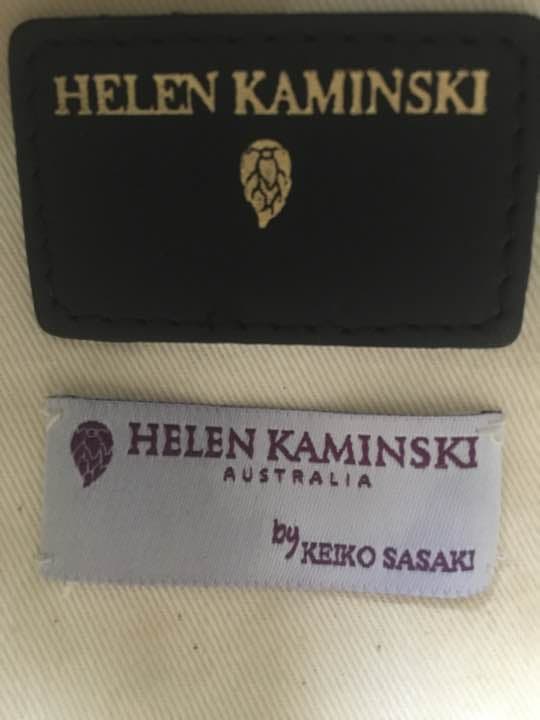 HELEN KAMINSKI
HELEN KAMINSKI
AUSTRALIA
by KEIKO SASAKI